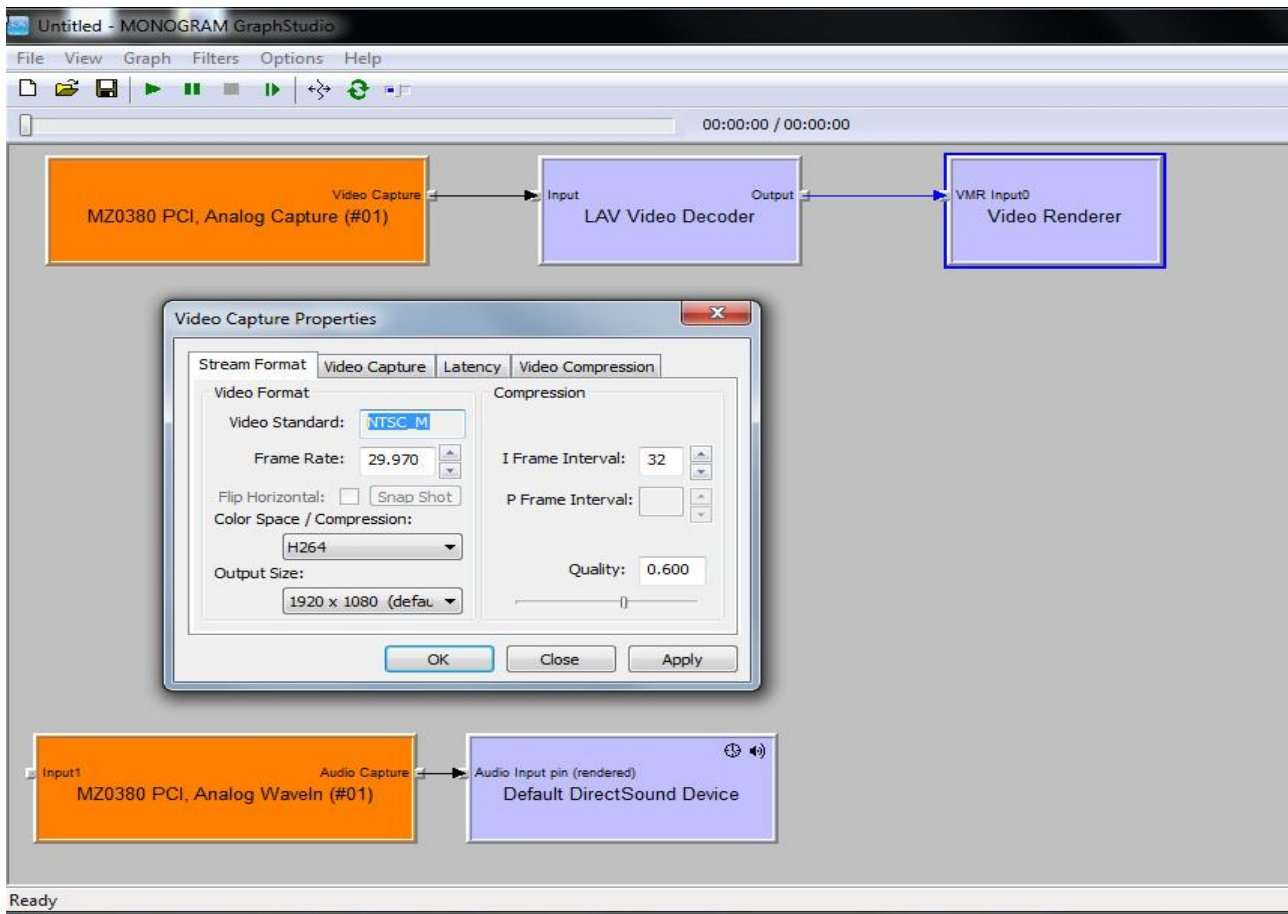 Untitled - MONOGRAM GraphStudio
File View Graph Filters Options Help
00:00:00 / 00:00:00
Video Capture
MZ0380 PCI, Analog Capture (#01)
Input Output
LAV Video Decoder
VMR Input0
Video Renderer
Video Capture Properties
Stream Format Video Capture Latency Video Compression
Video Format
Video Standard: NTSC_M
Frame Rate: 29.970
Flip Horizontal: Snap Shot
Color Space / Compression:
H264
Output Size:
1920 x 1080 (defau
Compression
I Frame Interval: 32
P Frame Interval:
Quality: 0.600
OK Close Apply
Input1 Audio Capture
MZ0380 PCI, Analog WaveIn (#01)
Audio Input pin (rendered)
Default DirectSound Device
Ready